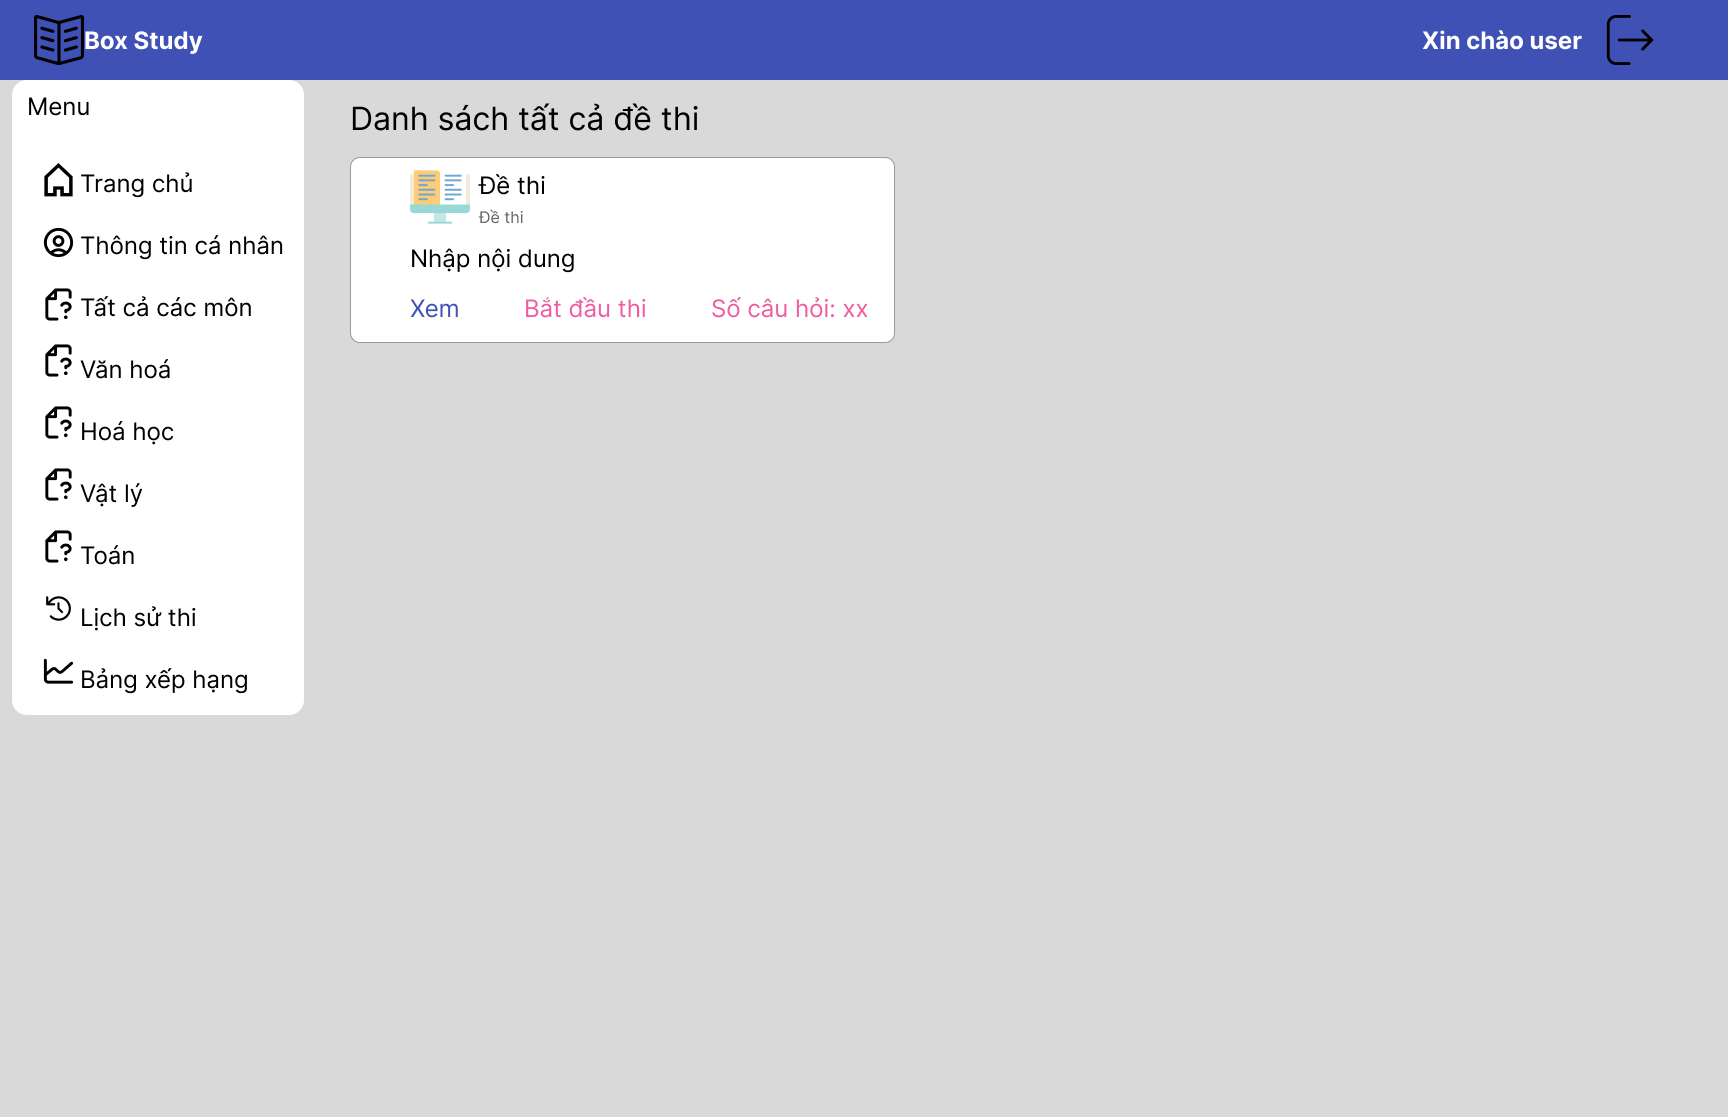 Box Study
Xin chào user
Menu
Trang chủ
Thông tin cá nhân
Tất cả các môn
Văn hoá
Hoá học
Vật lý
Toán
Lịch sử thi
Bảng xếp hạng
Danh sách tất cả đề thi
Đề thi
Đề thi
Nhập nội dung
Xem Bắt đầu thi Số câu hỏi: xx